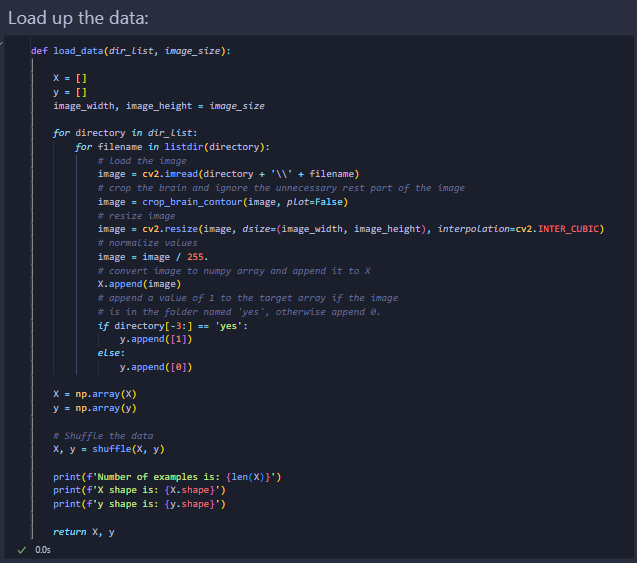 Load up the data:
def load_data(dir_list, image_size):
X = []
y = []
image_width, image_height = image_size
for directory in dir_list:
for filename in listdir(directory):
# load the image
image = cv2.imread(directory + '\\' + filename)
# crop the brain and ignore the unnecessary rest part of the image
image = crop_brain_contour(image, plot=False)
# resize image
image = cv2.resize(image, dsize=(image_width, image_height), interpolation=cv2.INTER_CUBIC)
# normalize values
image = image / 255.
# convert image to numpy array and append it to X
X.append(image)
# append a value of 1 to the target array if the image
# is in the folder named 'yes', otherwise append 0.
if directory[-3:] == 'yes':
y.append([1])
else:
y.append([0])
X = np.array(X)
y = np.array(y)
# Shuffle the data
X, y = shuffle(X, y)
print(f'Number of examples is: {len(X)}')
print(f'X shape is: {X.shape}')
print(f'y shape is: {y.shape}')
return X, y
0.0s